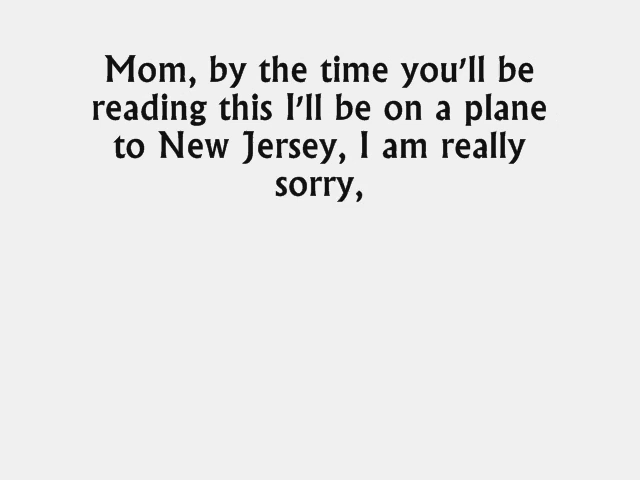 Mom, by the time you'll be
reading this I'll be on a plane
to New Jersey, I am really
sorry,